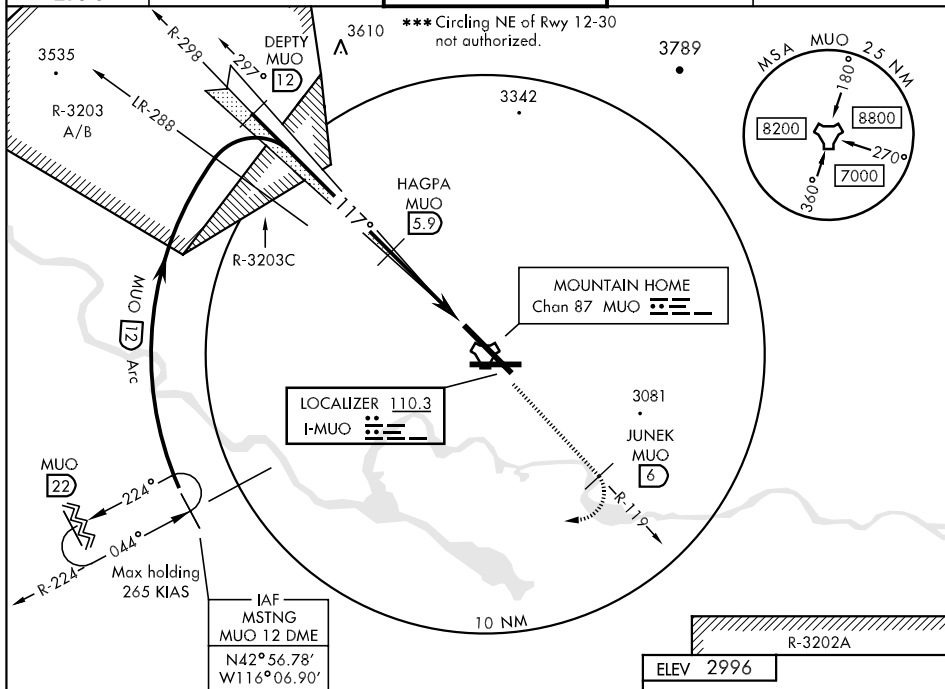 *** Circling NE of Rwy 12-30
not authorized.
3535
R-3203
A/B
R-298
297°
DEPTY
MUO
12
3610
3789
3342
LR-288
MSA MUO 25 NM
180°
8200
8800
270°
7000
360°
HAGPA
MUO
5.9
117°
R-3203C
MUO 12 Arc
MOUNTAIN HOME
Chan 87 MUO
LOCALIZER 110.3
I-MUO
3081
JUNEK
MUO
6
R-119
MUO
22
224°
044°
R-224
Max holding
265 KIAS
IAF
MSTNG
MUO 12 DME
N42°56.78'
W116°06.90'
10 NM
R-3202A
ELEV 2996